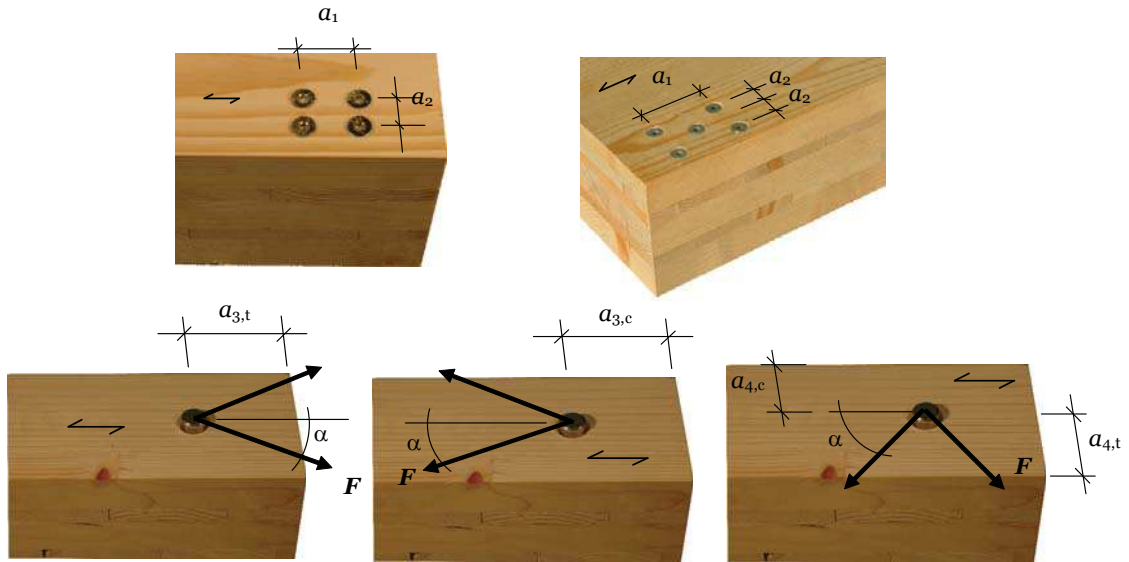 a₁
a₂
a₁
a₂
a₂
a₃,t
α
F
a₃,c
α
F
a₄,c
α
F
a₄,t